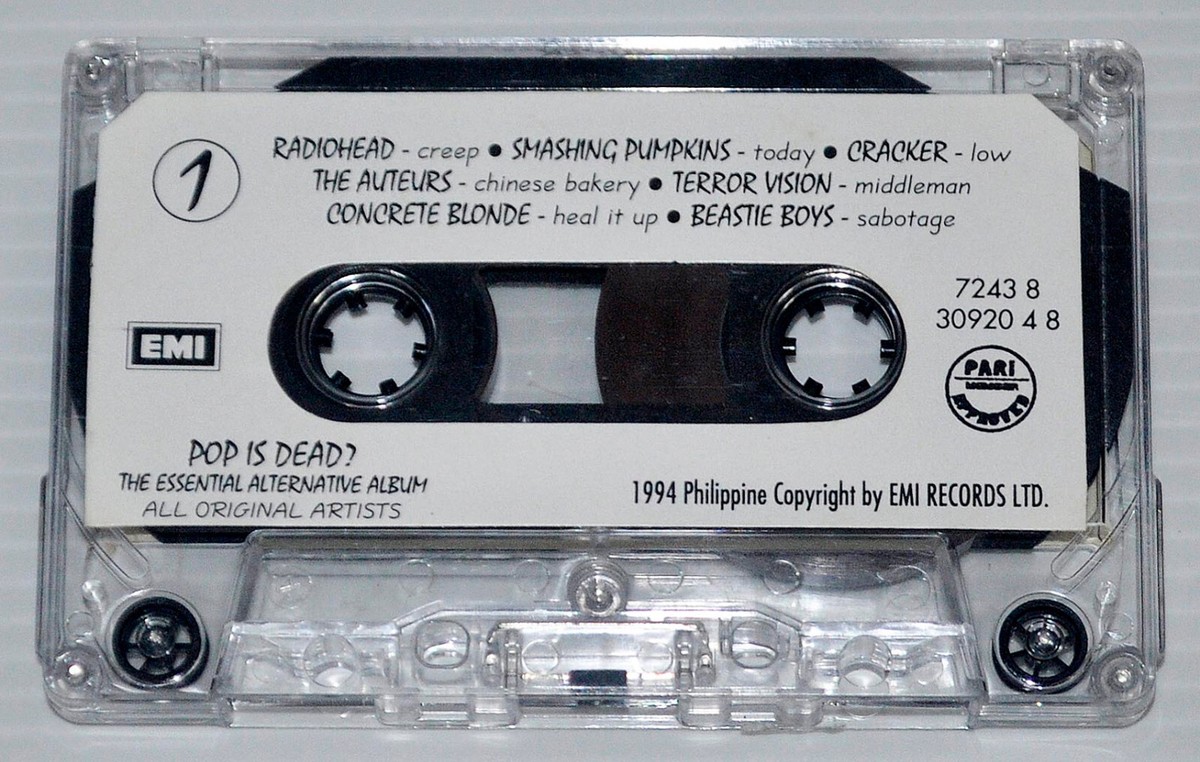 1
RADIOHEAD - creep ● SMASHING PUMPKINS - today ● CRACKER - low
THE AUTEURS - chinese bakery ● TERROR VISION - middleman
CONCRETE BLONDE - heal it up ● BEASTIE BOYS - sabotage
7243 8
30920 4 8
EMI
PARI
APPROVED
POP IS DEAD?
THE ESSENTIAL ALTERNATIVE ALBUM
ALL ORIGINAL ARTISTS
1994 Philippine Copyright by EMI RECORDS LTD.